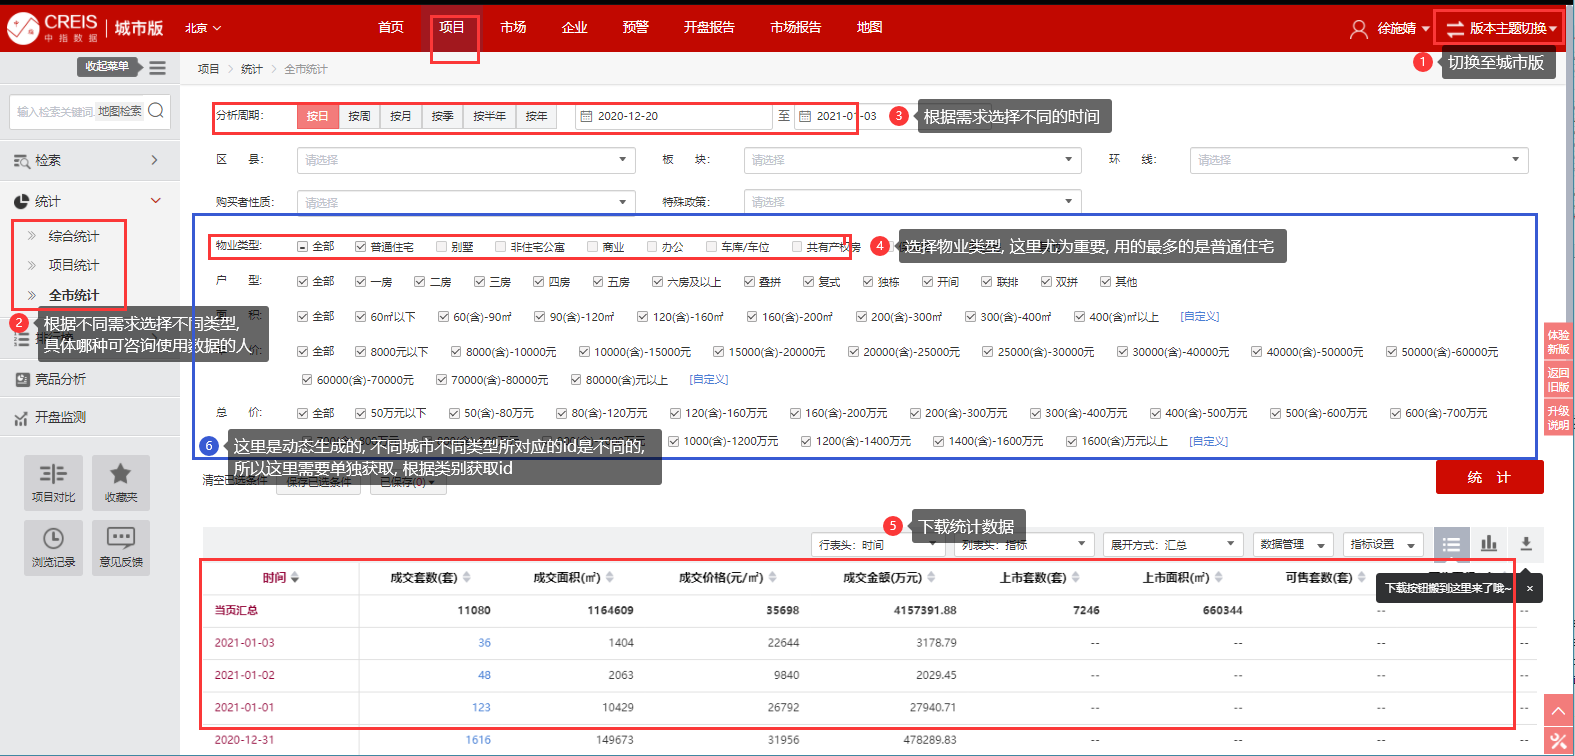 CREIS 中指数据 | 城市版 北京 首页 项目 市场 企业 预警 开盘报告 市场报告 地图 徐施婧 版本主题切换
收起菜单 项目 > 统计 > 全市统计 1 切换至城市版
输入检索关键词 地图检索
分析周期: 按日 按周 按月 按季 按半年 按年 2020-12-20 至 2021-01-03 3 根据需求选择不同的时间
检索 区 县: 请选择 板 块: 请选择 环 线: 请选择
统计 购买者性质: 请选择 特殊政策: 请选择
综合统计 物业类型: 全部 普通住宅 别墅 非住宅公寓 商业 办公 车库/车位 共有产权房 4 选择物业类型, 这里尤为重要, 用的最多的是普通住宅
项目统计 户 型: 全部 一房 二房 三房 四房 五房 六房及以上 叠拼 复式 独栋 开间 联排 双拼 其他
全市统计
2 根据不同需求选择不同类型,
具体哪种可咨询使用数据的人
全部 60㎡以下 60(含)-90㎡ 90(含)-120㎡ 120(含)-160㎡ 160(含)-200㎡ 200(含)-300㎡ 300(含)-400㎡ 400(含)㎡以上 [自定义]
价: 全部 8000元以下 8000(含)-10000元 10000(含)-15000元 15000(含)-20000元 20000(含)-25000元 25000(含)-30000元 30000(含)-40000元 40000(含)-50000元 50000(含)-60000元
60000(含)-70000元 70000(含)-80000元 80000(含)元以上 [自定义]
竞品分析
总 价: 全部 50万元以下 50(含)-80万元 80(含)-120万元 120(含)-160万元 160(含)-200万元 200(含)-300万元 300(含)-400万元 400(含)-500万元 500(含)-600万元 600(含)-700万元
开盘监测
1000(含)-1200万元 1200(含)-1400万元 1400(含)-1600万元 1600(含)万元以上 [自定义]
6 这里是动态生成的, 不同城市不同类型所对应的id是不同的,
所以这里需要单独获取, 根据类别获取id
体验新版
返回旧版
升级说明
清空已选条件 保存已选条件 已保存(0) 统 计
项目对比 收藏夹
浏览记录 意见反馈
5 下载统计数据
行表头: 时间 列表头: 指标 展开方式: 汇总 数据管理 指标设置
下载按钮搬到这里来了哦~ ×
时间 成交套数(套) 成交面积(㎡) 成交价格(元/㎡) 成交金额(万元) 上市套数(套) 上市面积(㎡) 可售套数(套)
当页汇总 11080 1164609 35698 4157391.88 7246 660344 -- --
2021-01-03 36 1404 22644 3178.79 -- -- -- --
2021-01-02 48 2063 9840 2029.45 -- -- -- --
2021-01-01 123 10429 26792 27940.71 -- -- -- --
2020-12-31 1616 149673 31956 478289.83 -- -- -- --